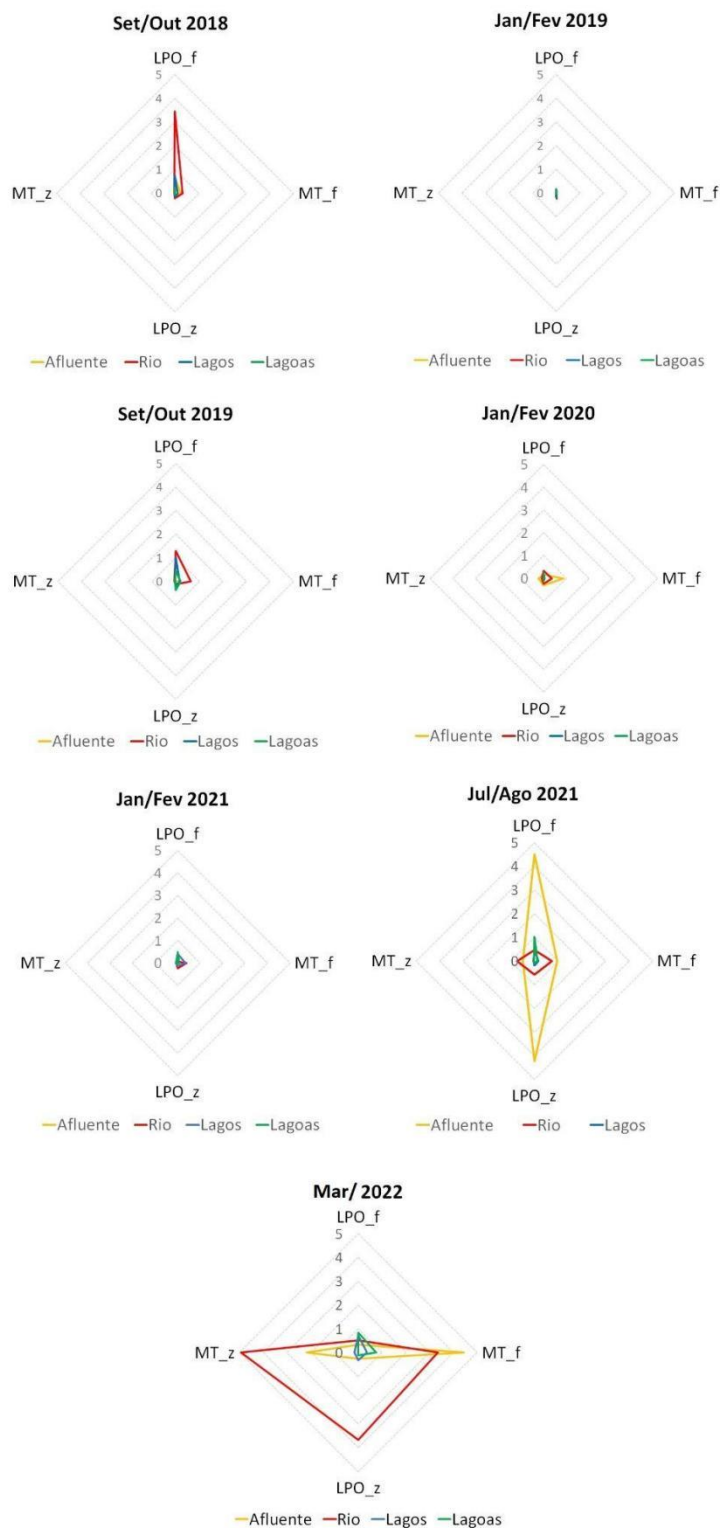 Set/Out 2018
LPO_f
5
4
3
2
1
0
MT_z
MT_f
LPO_z
Afluente Rio Lagos Lagoas
Jan/Fev 2019
LPO_f
5
4
3
2
1
0
MT_z
MT_f
LPO_z
Afluente Rio Lagos Lagoas
Set/Out 2019
LPO_f
5
4
3
2
1
0
MT_z
MT_f
LPO_z
Afluente Rio Lagos Lagoas
Jan/Fev 2020
LPO_f
5
4
3
2
1
0
MT_z
MT_f
LPO_z
Afluente Rio Lagos Lagoas
Jan/Fev 2021
LPO_f
5
4
3
2
1
0
MT_z
MT_f
LPO_z
Afluente Rio Lagos Lagoas
Jul/Ago 2021
LPO_f
5
4
3
2
1
0
MT_z
MT_f
LPO_z
Afluente Rio Lagos
Mar/ 2022
LPO_f
5
4
3
2
1
0
MT_z
MT_f
LPO_z
Afluente Rio Lagos Lagoas